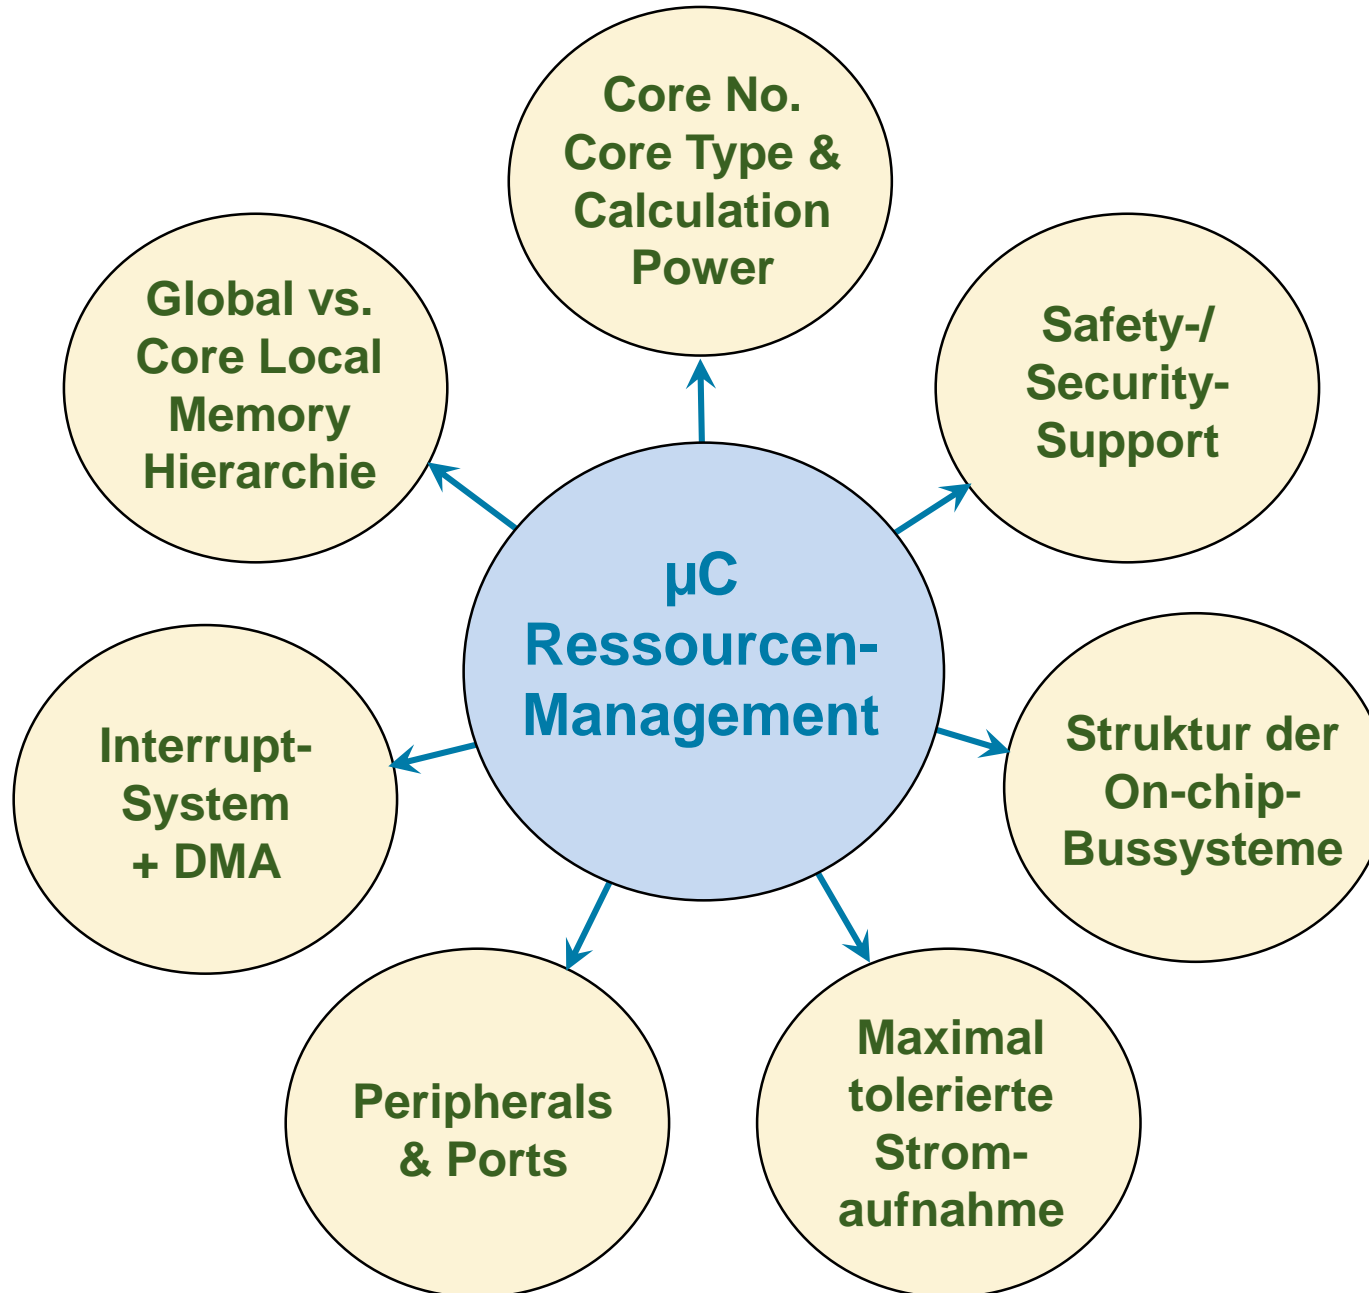 Core No.
Core Type &
Calculation
Power
Global vs.
Core Local
Memory
Hierarchie
Safety-/
Security-
Support
µC
Ressourcen-
Management
Interrupt-
System
+ DMA
Struktur der
On-chip-
Bussysteme
Peripherals
& Ports
Maximal
tolerierte
Strom-
aufnahme